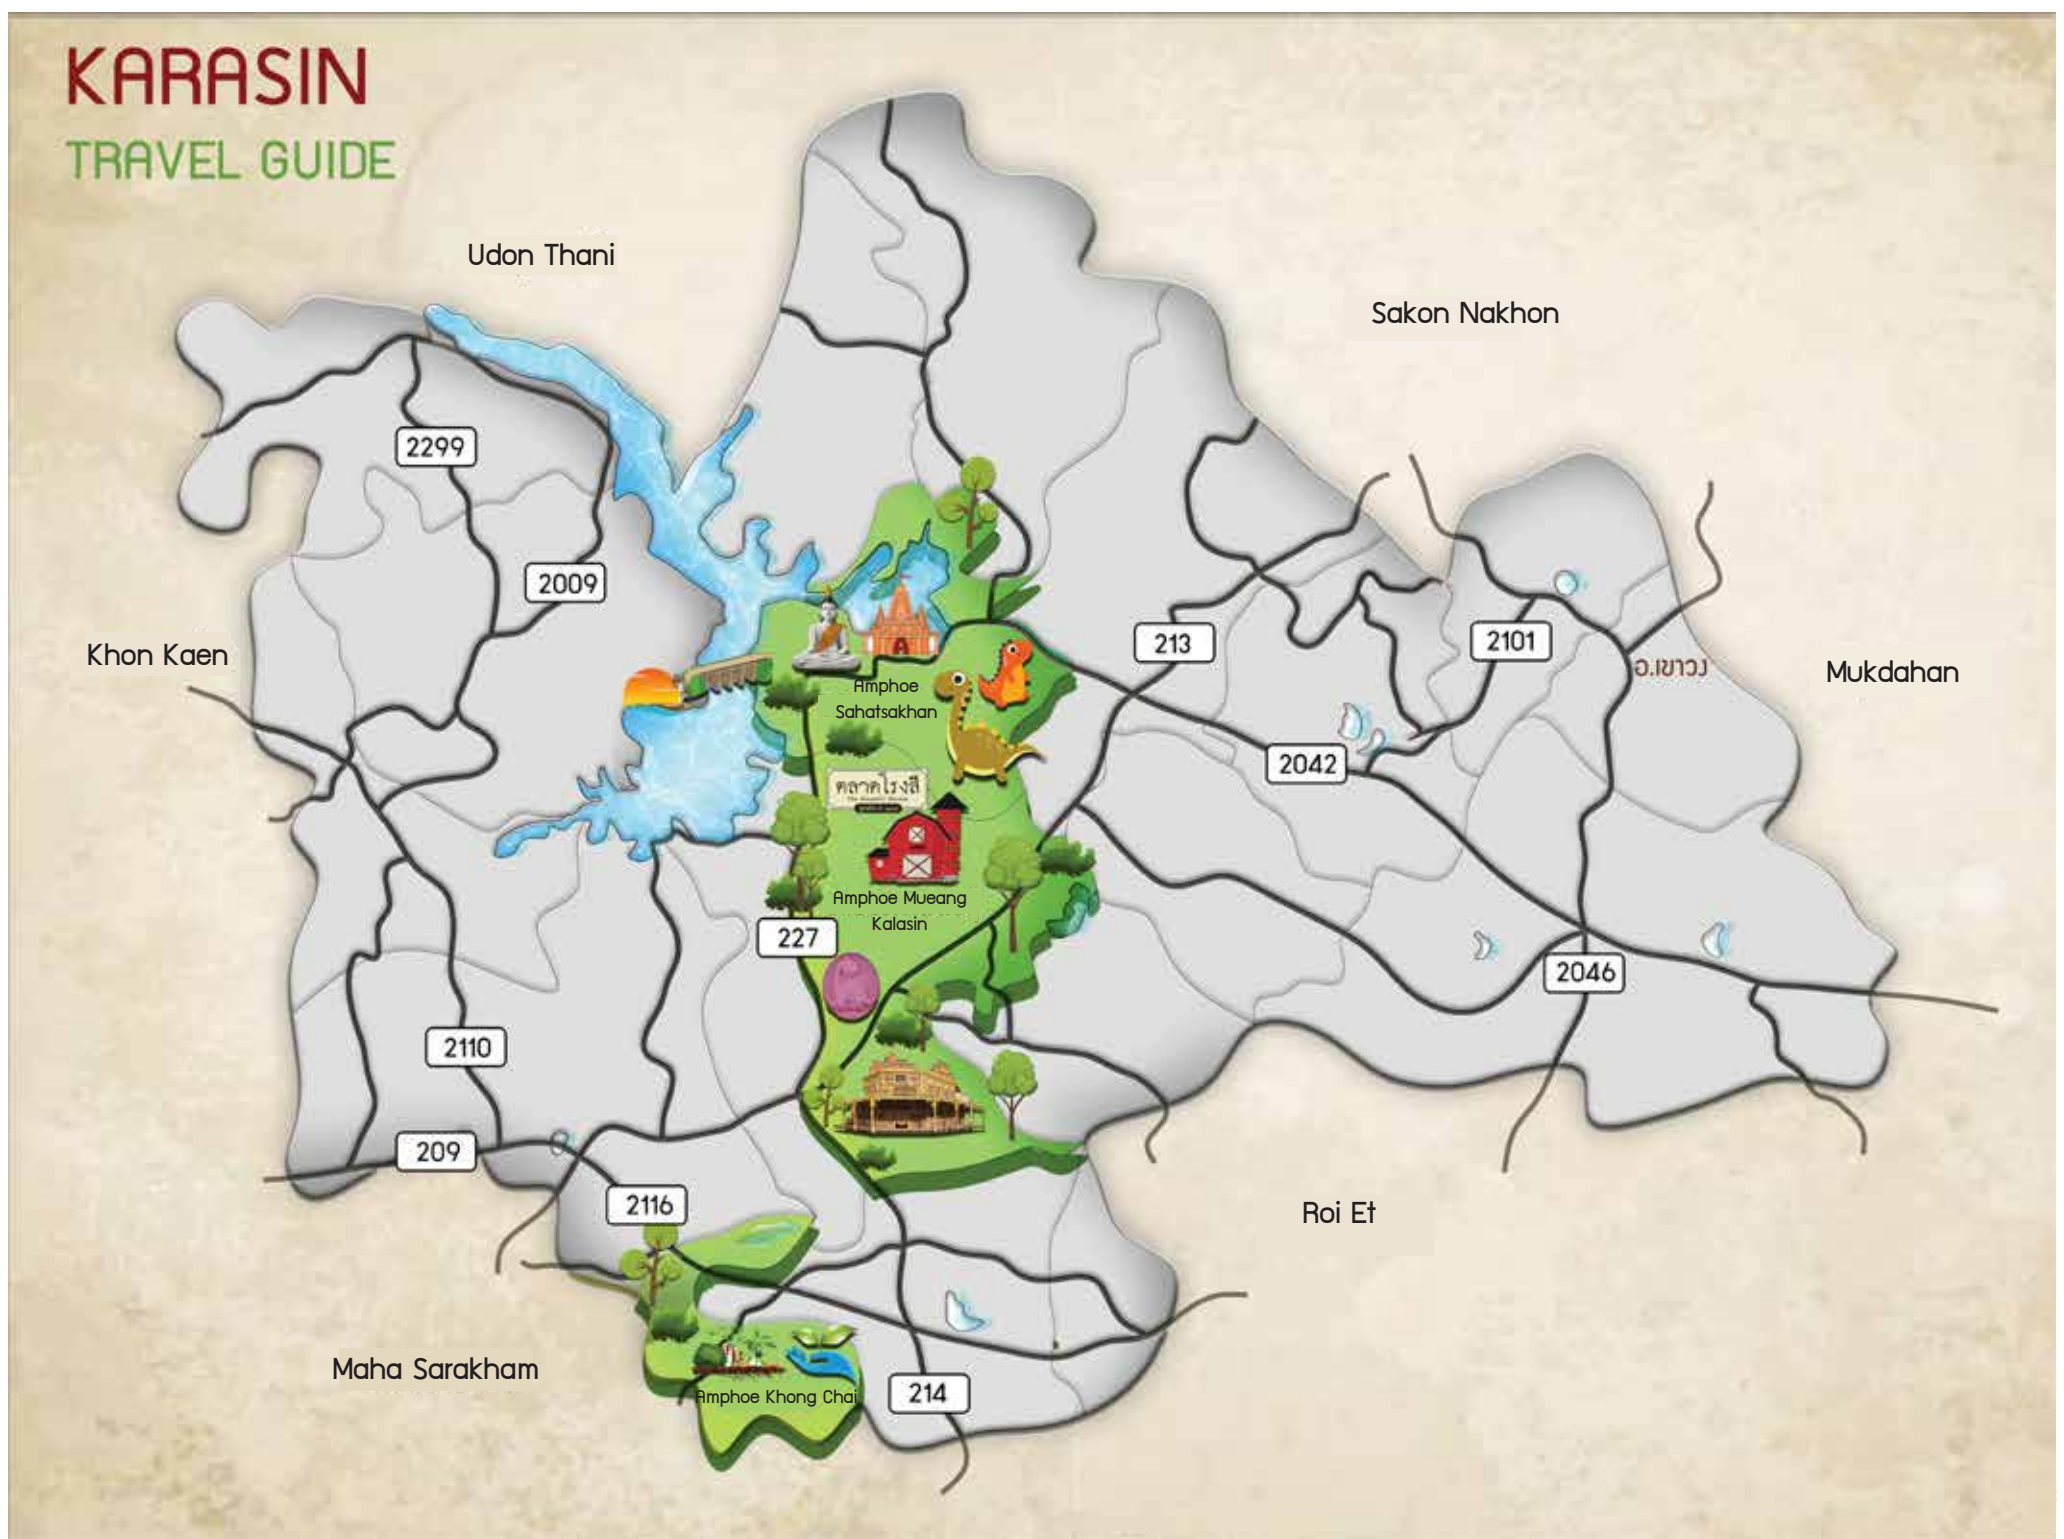 KARASIN
TRAVEL GUIDE
Udon Thani
Sakon Nakhon
2299
2009
213
2101
Khon Kaen
อ.เขาวง
Mukdahan
Amphoe
Sahatsakhan
2042
ตลาดโรงสี
Amphoe Mueang
Kalasin
227
2046
2110
209
2116
Roi Et
Maha Sarakham
Amphoe Khong Chai
214